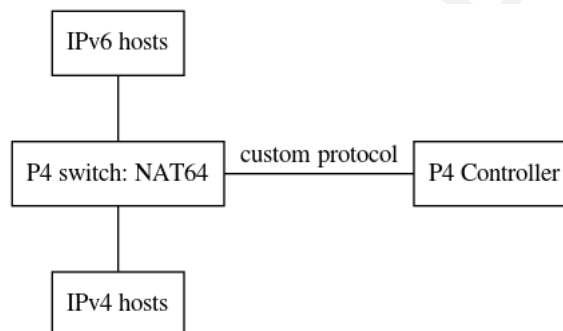 IPv6 hosts
P4 switch: NAT64
custom protocol
P4 Controller
IPv4 hosts